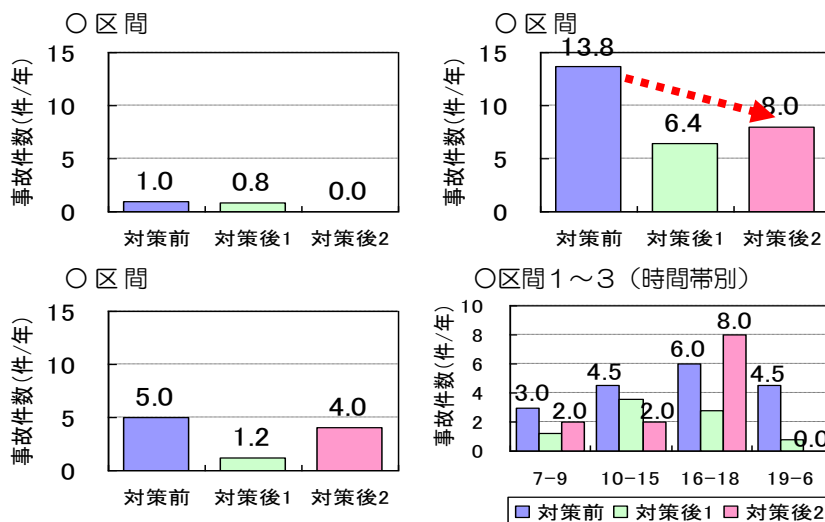 ○区間
事故件数(件/年)
15
10
5
0
1.0
0.8
0.0
対策前
対策後1
対策後2
○区間
事故件数(件/年)
15
10
5
0
13.8
6.4
8.0
対策前
対策後1
対策後2
○区間
事故件数(件/年)
15
10
5
0
5.0
1.2
4.0
対策前
対策後1
対策後2
○区間1～3（時間帯別）
事故件数(件/年)
10
8
6
4
2
0
3.0
2.0
4.5
2.0
6.0
8.0
4.5
0.0
7-9
10-15
16-18
19-6
対策前 対策後1 対策後2